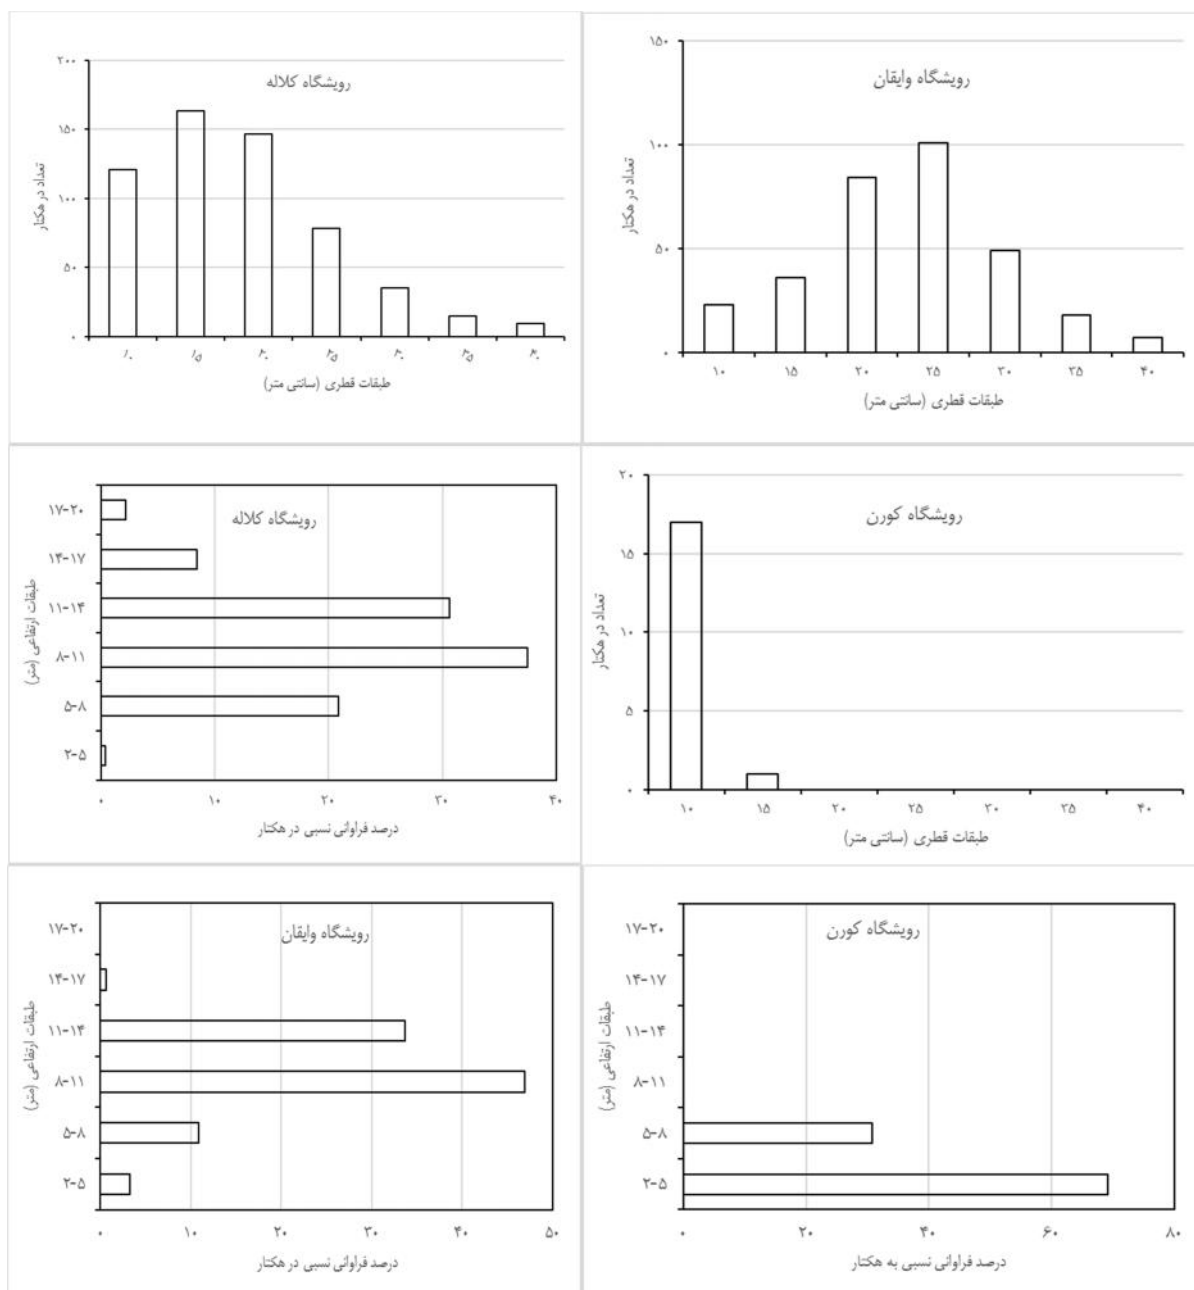 رویشگاه کلاله
تعداد در هکتار
۲۰۰
۱۵۰
۱۰۰
۵۰
۰
۱۰ ۱۵ ۲۰ ۲۵ ۳۰ ۳۵ ۴۰
طبقات قطری (سانتی متر)
رویشگاه وایقان
تعداد در هکتار
۱۵۰
۱۰۰
۵۰
۰
۱۰ ۱۵ ۲۰ ۲۵ ۳۰ ۳۵ ۴۰
طبقات قطری (سانتی متر)
رویشگاه کلاله
طبقات ارتفاعی (متر)
۱۷-۲۰
۱۴-۱۷
۱۱-۱۴
۸-۱۱
۵-۸
۲-۵
۰ ۱۰ ۲۰ ۳۰ ۴۰
درصد فراوانی نسبی در هکتار
رویشگاه کورن
تعداد در هکتار
۲۰
۱۵
۱۰
۵
۰
۱۰ ۱۵ ۲۰ ۲۵ ۳۰ ۳۵ ۴۰
طبقات قطری (سانتی متر)
رویشگاه وایقان
طبقات ارتفاعی (متر)
۱۷-۲۰
۱۴-۱۷
۱۱-۱۴
۸-۱۱
۵-۸
۲-۵
۰ ۱۰ ۲۰ ۳۰ ۴۰ ۵۰
درصد فراوانی نسبی در هکتار
رویشگاه کورن
طبقات ارتفاعی (متر)
۱۷-۲۰
۱۴-۱۷
۱۱-۱۴
۸-۱۱
۵-۸
۲-۵
۰ ۲۰ ۴۰ ۶۰ ۸۰
درصد فراوانی نسبی به هکتار